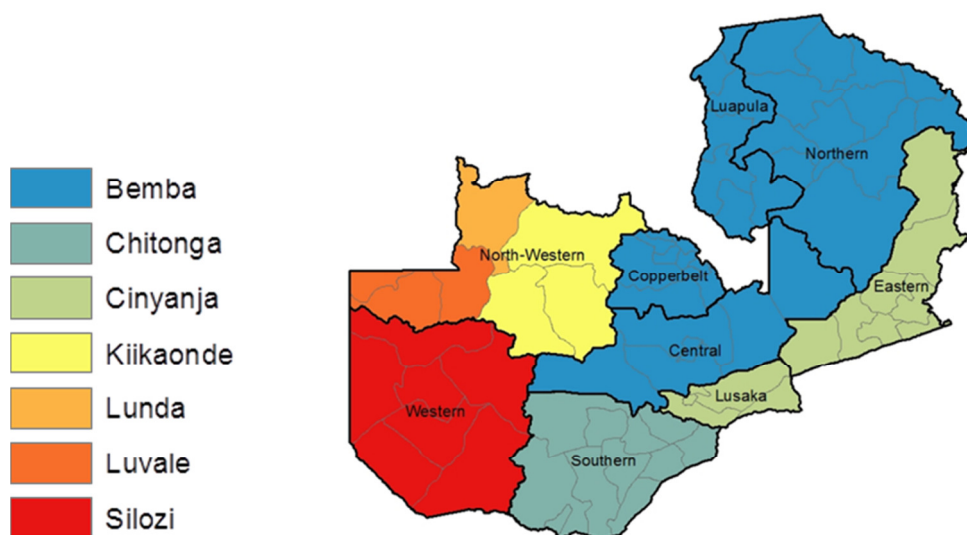 Bemba
Chitonga
Cinyanja
Kiikaonde
Lunda
Luvale
Silozi
Luapula
Northern
North-Western
Copperbelt
Eastern
Central
Lusaka
Western
Southern